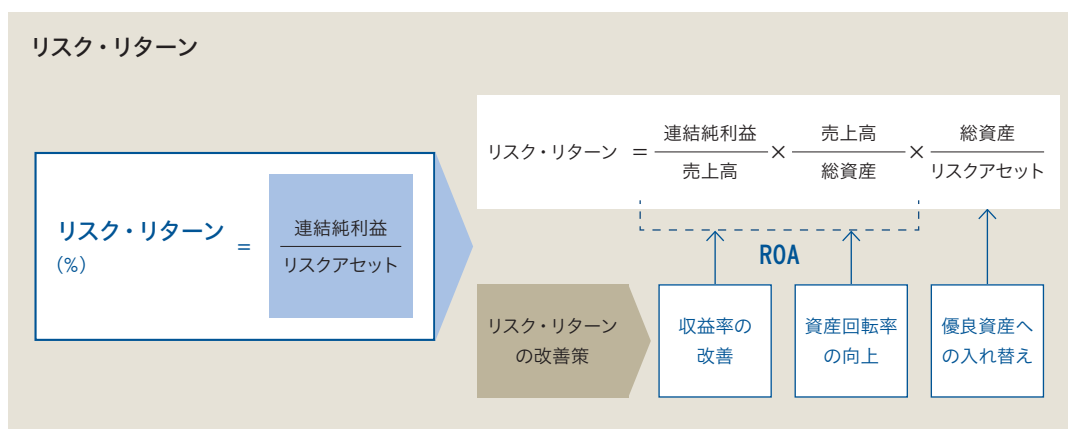 リスク・リターン
リスク・リターン
(%)
=
連結純利益
リスクアセット
リスク・リターン = 連結純利益 × 売上高 × 総資産
売上高 総資産 リスクアセット
ROA
リスク・リターン
の改善策
収益率の
改善
資産回転率
の向上
優良資産へ
の入れ替え